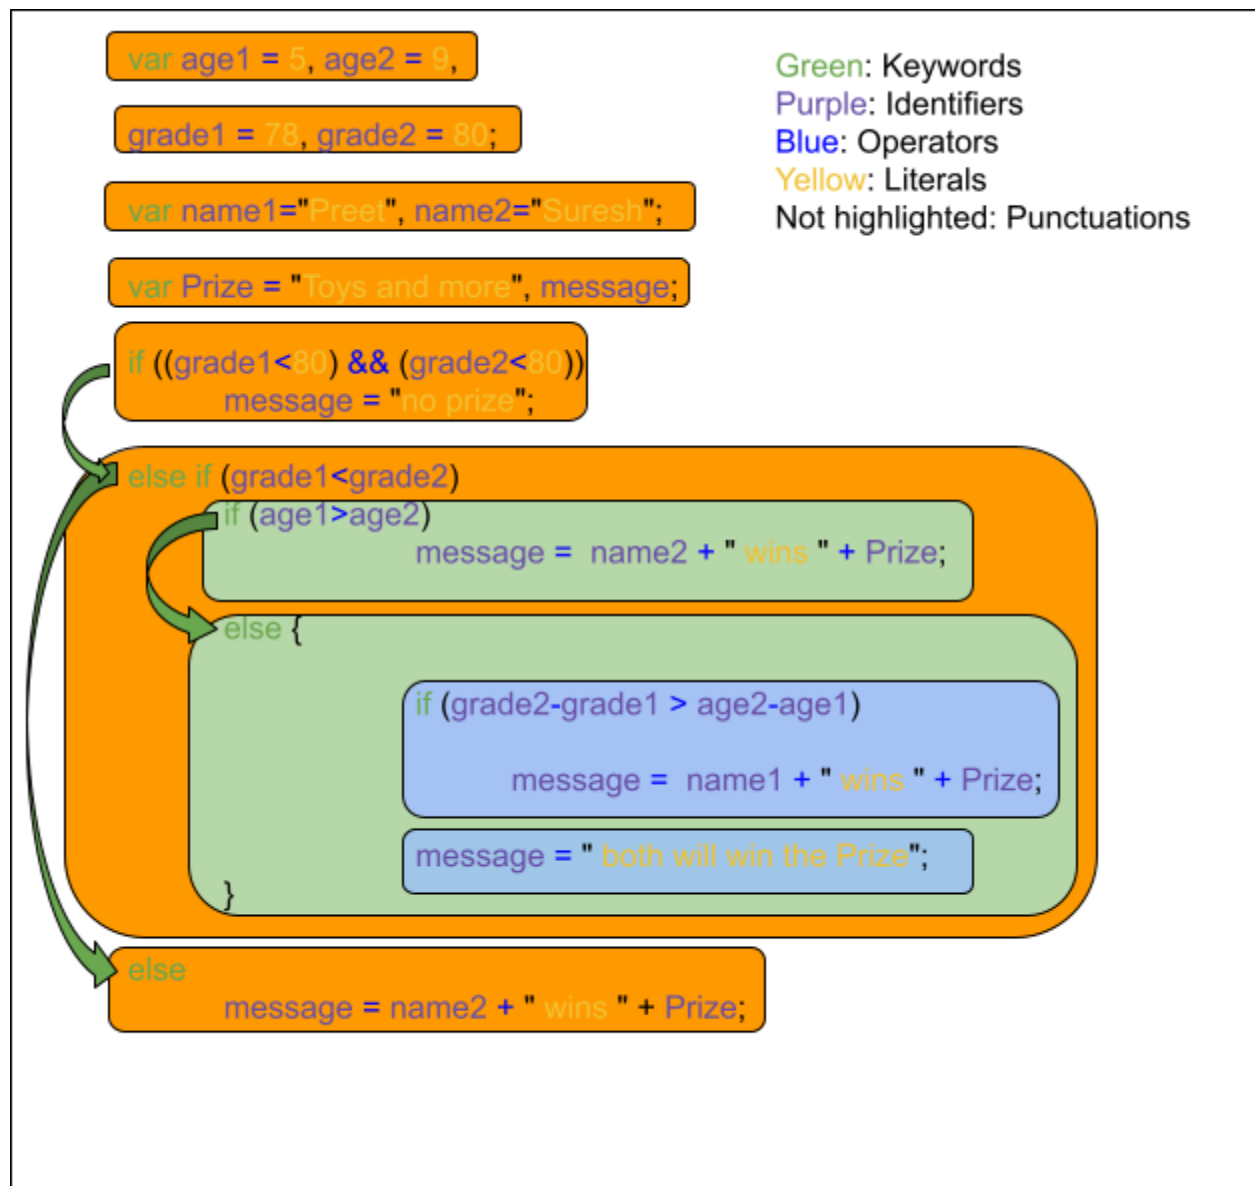 var age1 = 5, age2 = 9,
grade1 = 78, grade2 = 80;
var name1="Preet", name2="Suresh";
var Prize = "Toys and more", message;
if ((grade1<80) && (grade2<80))
message = "no prize";
else if (grade1<grade2)
if (age1>age2)
message =  name2 + " wins " + Prize;
else {
if (grade2-grade1 > age2-age1)
message =  name1 + " wins " + Prize;
message = " both will win the Prize";
}
else
message = name2 + " wins " + Prize;
Green: Keywords
Purple: Identifiers
Blue: Operators
Yellow: Literals
Not highlighted: Punctuations